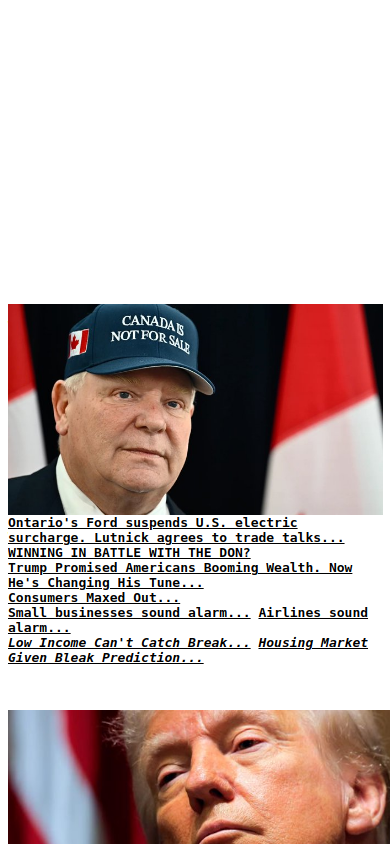 CANADA IS
NOT FOR SALE
Ontario's Ford suspends U.S. electric
surcharge. Lutnick agrees to trade talks...
WINNING IN BATTLE WITH THE DON?
Trump Promised Americans Booming Wealth. Now
He's Changing His Tune...
Consumers Maxed Out...
Small businesses sound alarm... Airlines sound
alarm...
Low Income Can't Catch Break... Housing Market
Given Bleak Prediction...